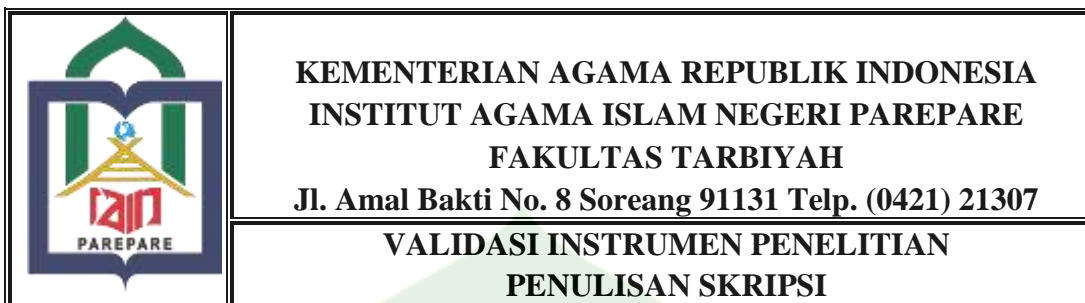 IAIN
PAREPARE
KEMENTERIAN AGAMA REPUBLIK INDONESIA
INSTITUT AGAMA ISLAM NEGERI PAREPARE
FAKULTAS TARBIYAH
Jl. Amal Bakti No. 8 Soreang 91131 Telp. (0421) 21307
VALIDASI INSTRUMEN PENELITIAN
PENULISAN SKRIPSI